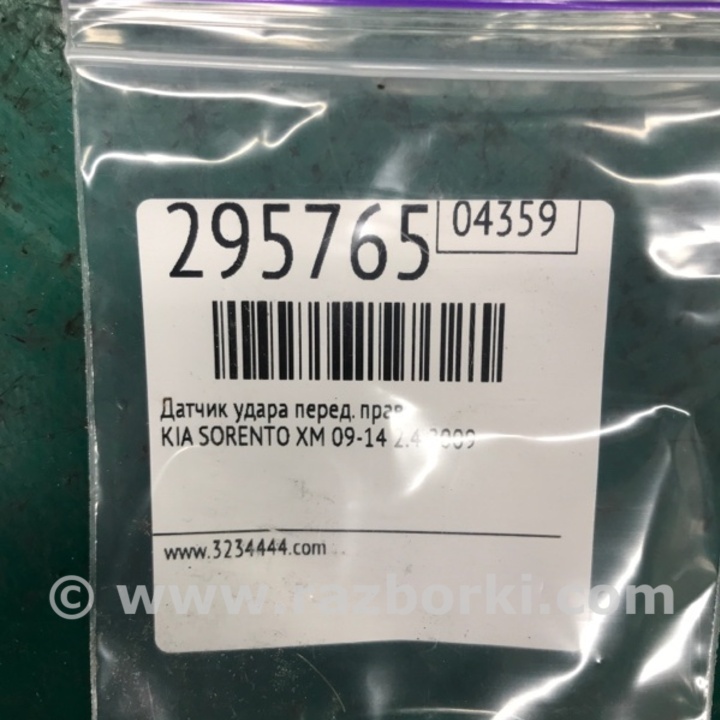 295765 04359
Датчик удара перед. прав
KIA SORENTO XM 09-14 2.4 2009
www.3234444.com
© www.razborki.com